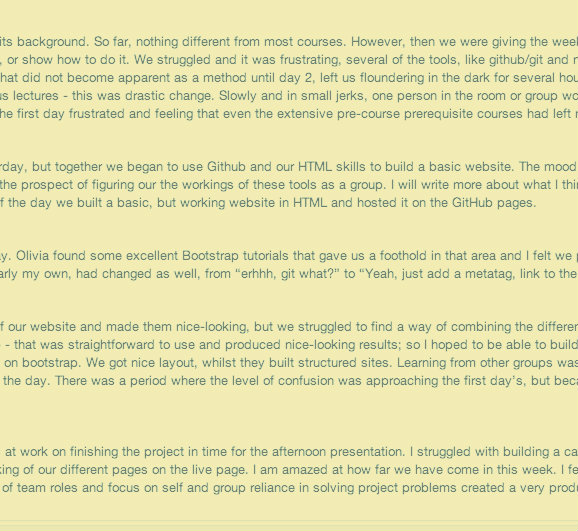 its background. So far, nothing different from most courses. However, then we were giving the week
, or show how to do it. We struggled and it was frustrating, several of the tools, like github/git and
hat did not become apparent as a method until day 2, left us floundering in the dark for several
us lectures - this was drastic change. Slowly and in small jerks, one person in the room or group
he first day frustrated and feeling that even the extensive pre-course prerequisite courses had left
rday, but together we began to use Github and our HTML skills to build a basic website. The mood
the prospect of figuring our the workings of these tools as a group. I will write more about what I
f the day we built a basic, but working website in HTML and hosted it on the GitHub pages.
ay. Olivia found some excellent Bootstrap tutorials that gave us a foothold in that area and I felt we
arly my own, had changed as well, from “erhhh, git what?” to “Yeah, just add a metatag, link to the
of our website and made them nice-looking, but we struggled to find a way of combining the
- that was straightforward to use and produced nice-looking results; so I hoped to be able to build
on bootstrap. We got nice layout, whilst they built structured sites. Learning from other groups was
the day. There was a period where the level of confusion was approaching the first day’s, but
at work on finishing the project in time for the afternoon presentation. I struggled with building a
king of our different pages on the live page. I am amazed at how far we have come in this week. I
of team roles and focus on self and group reliance in solving project problems created a very